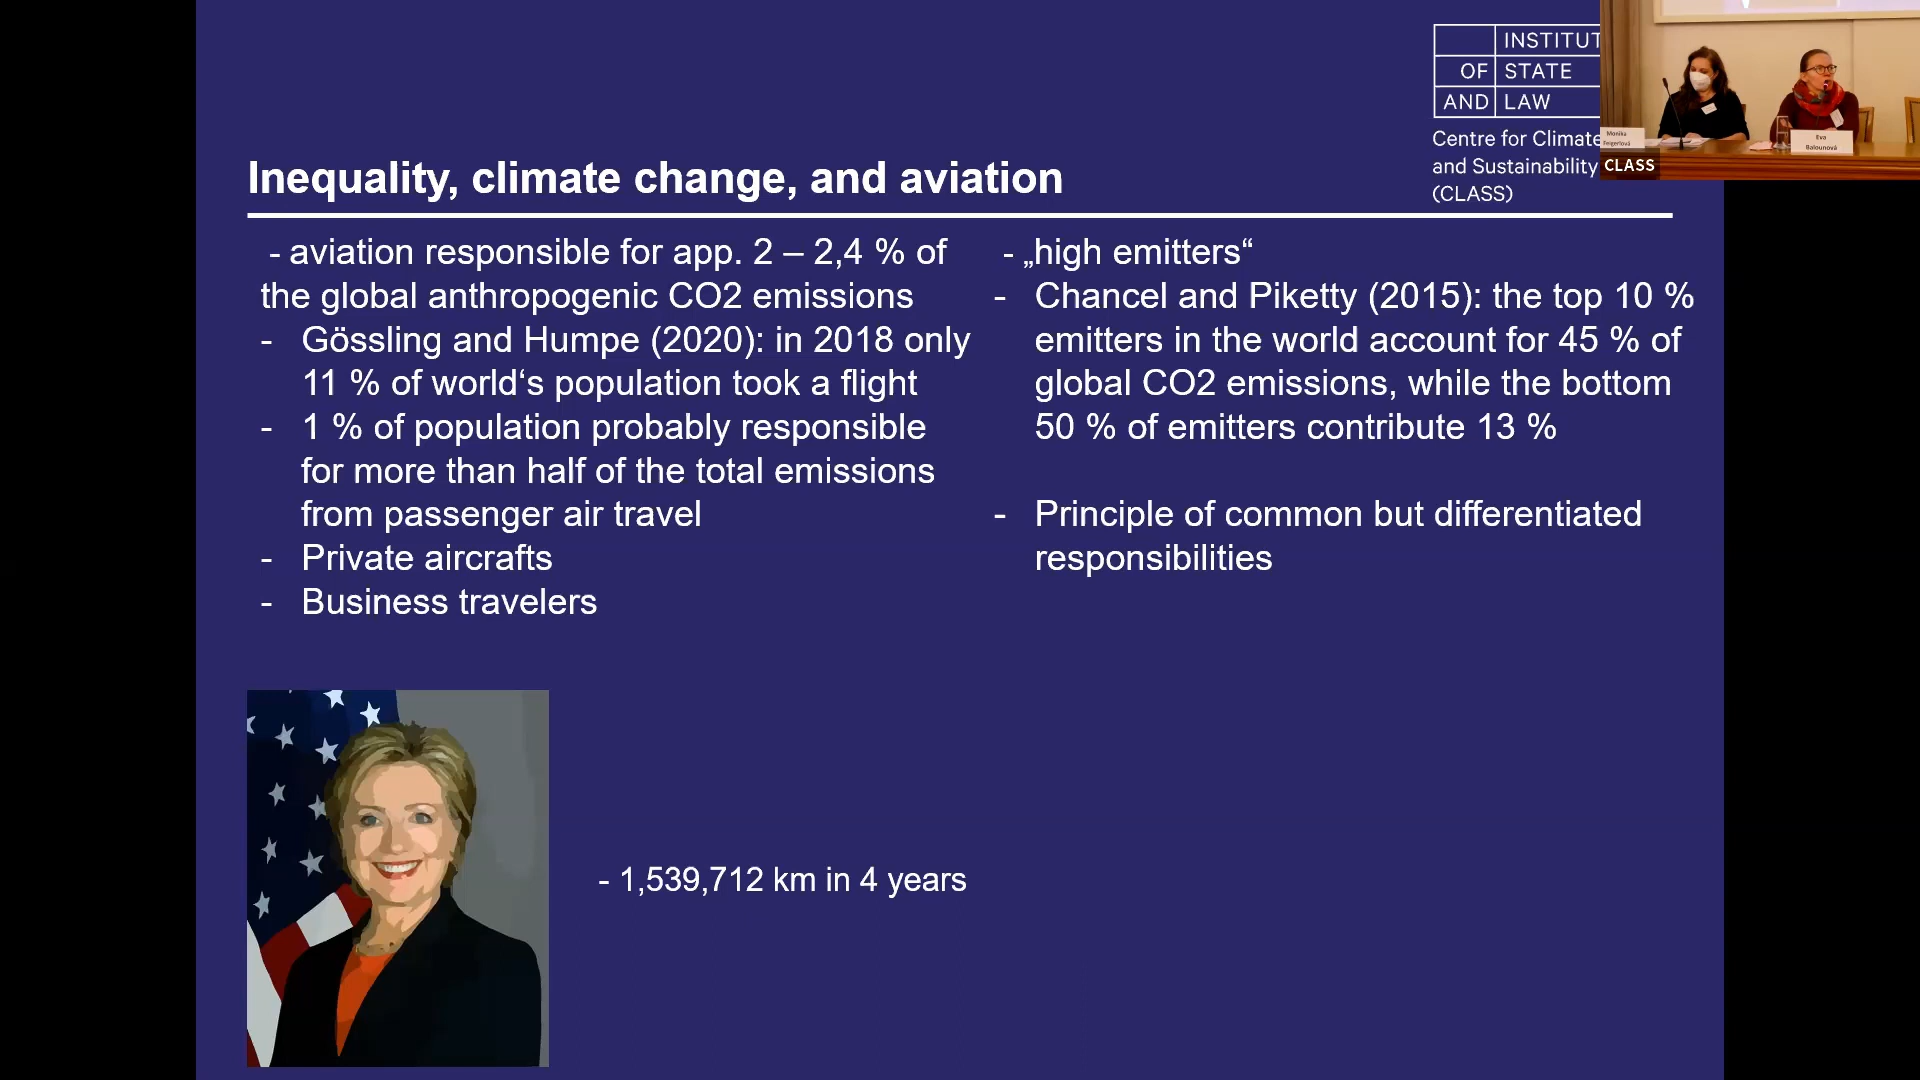 INSTITUT
OF STATE
AND LAW
Centre for Climate
and Sustainability
(CLASS)
Inequality, climate change, and aviation
- aviation responsible for app. 2 – 2,4 % of
the global anthropogenic CO2 emissions
- Gössling and Humpe (2020): in 2018 only
11 % of world‘s population took a flight
- 1 % of population probably responsible
for more than half of the total emissions
from passenger air travel
- Private aircrafts
- Business travelers
- „high emitters“
- Chancel and Piketty (2015): the top 10 %
emitters in the world account for 45 % of
global CO2 emissions, while the bottom
50 % of emitters contribute 13 %
- Principle of common but differentiated
responsibilities
- 1,539,712 km in 4 years
Monika
Feigerlová
Eva
Balounová
CLASS